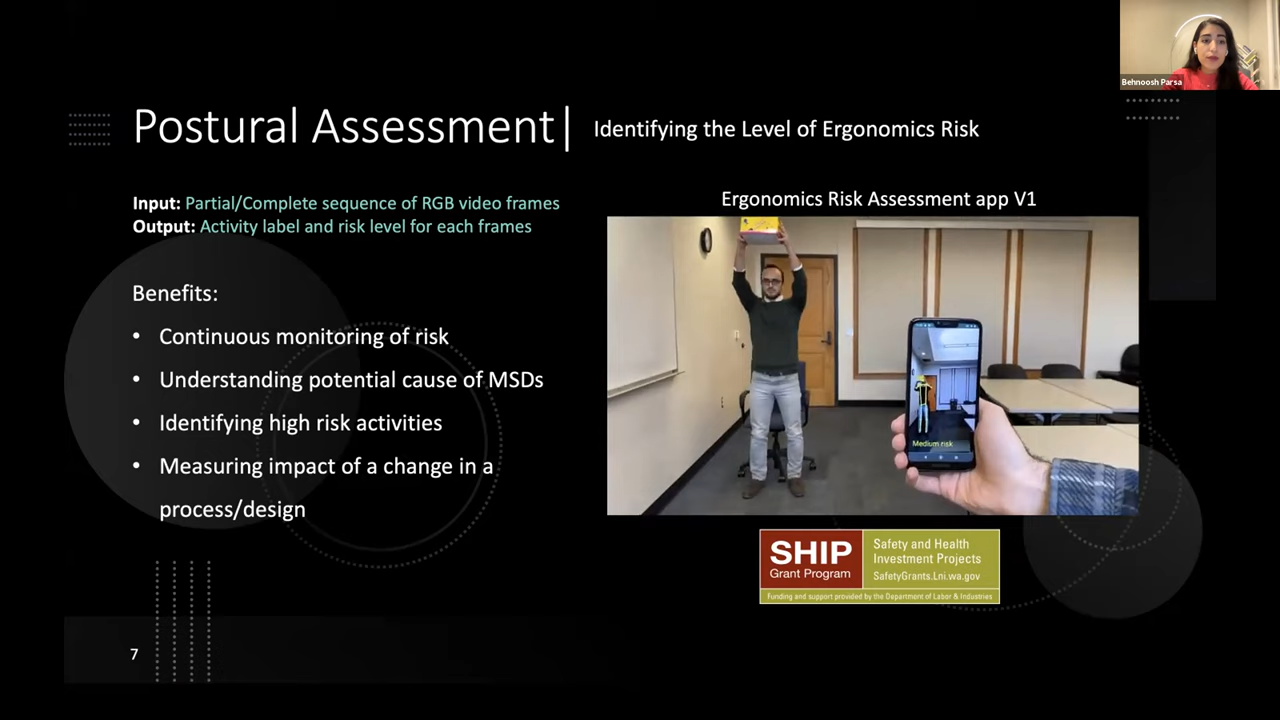 Behnoosh Parsa
Postural Assessment| Identifying the Level of Ergonomics Risk
Input: Partial/Complete sequence of RGB video frames
Output: Activity label and risk level for each frames
Benefits:
• Continuous monitoring of risk
• Understanding potential cause of MSDs
• Identifying high risk activities
• Measuring impact of a change in a
process/design
Ergonomics Risk Assessment app V1
Medium risk
SHIP
Grant Program
Safety and Health
Investment Projects
SafetyGrants.Lni.wa.gov
Funding and support provided by the Department of Labor & Industries
7